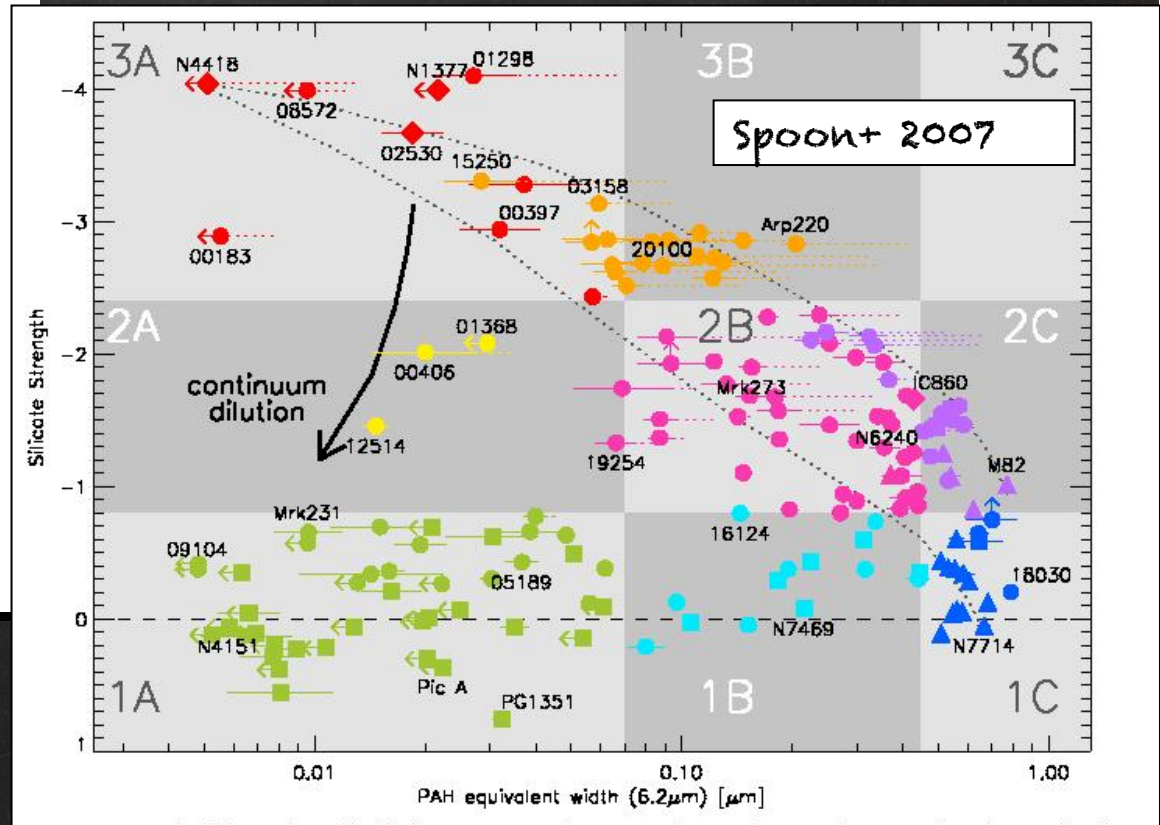 3A
3B
3C
N4418
N1377
01298
-4
08572
Spoon+ 2007
02530
15250
03158
-3
00397
Arp220
20100
00183
2A
2B
2C
01368
-2
00406
continuum
dilution
Mrk273
IC860
12514
19254
N6240
M82
-1
Mrk231
16124
09104
05189
18030
0
N4151
N7469
N7714
Pic A
1A
PG1351
1B
1C
1
Silicate Strength
0.01
0.10
1.00
PAH equivalent width (6.2μm) [μm]